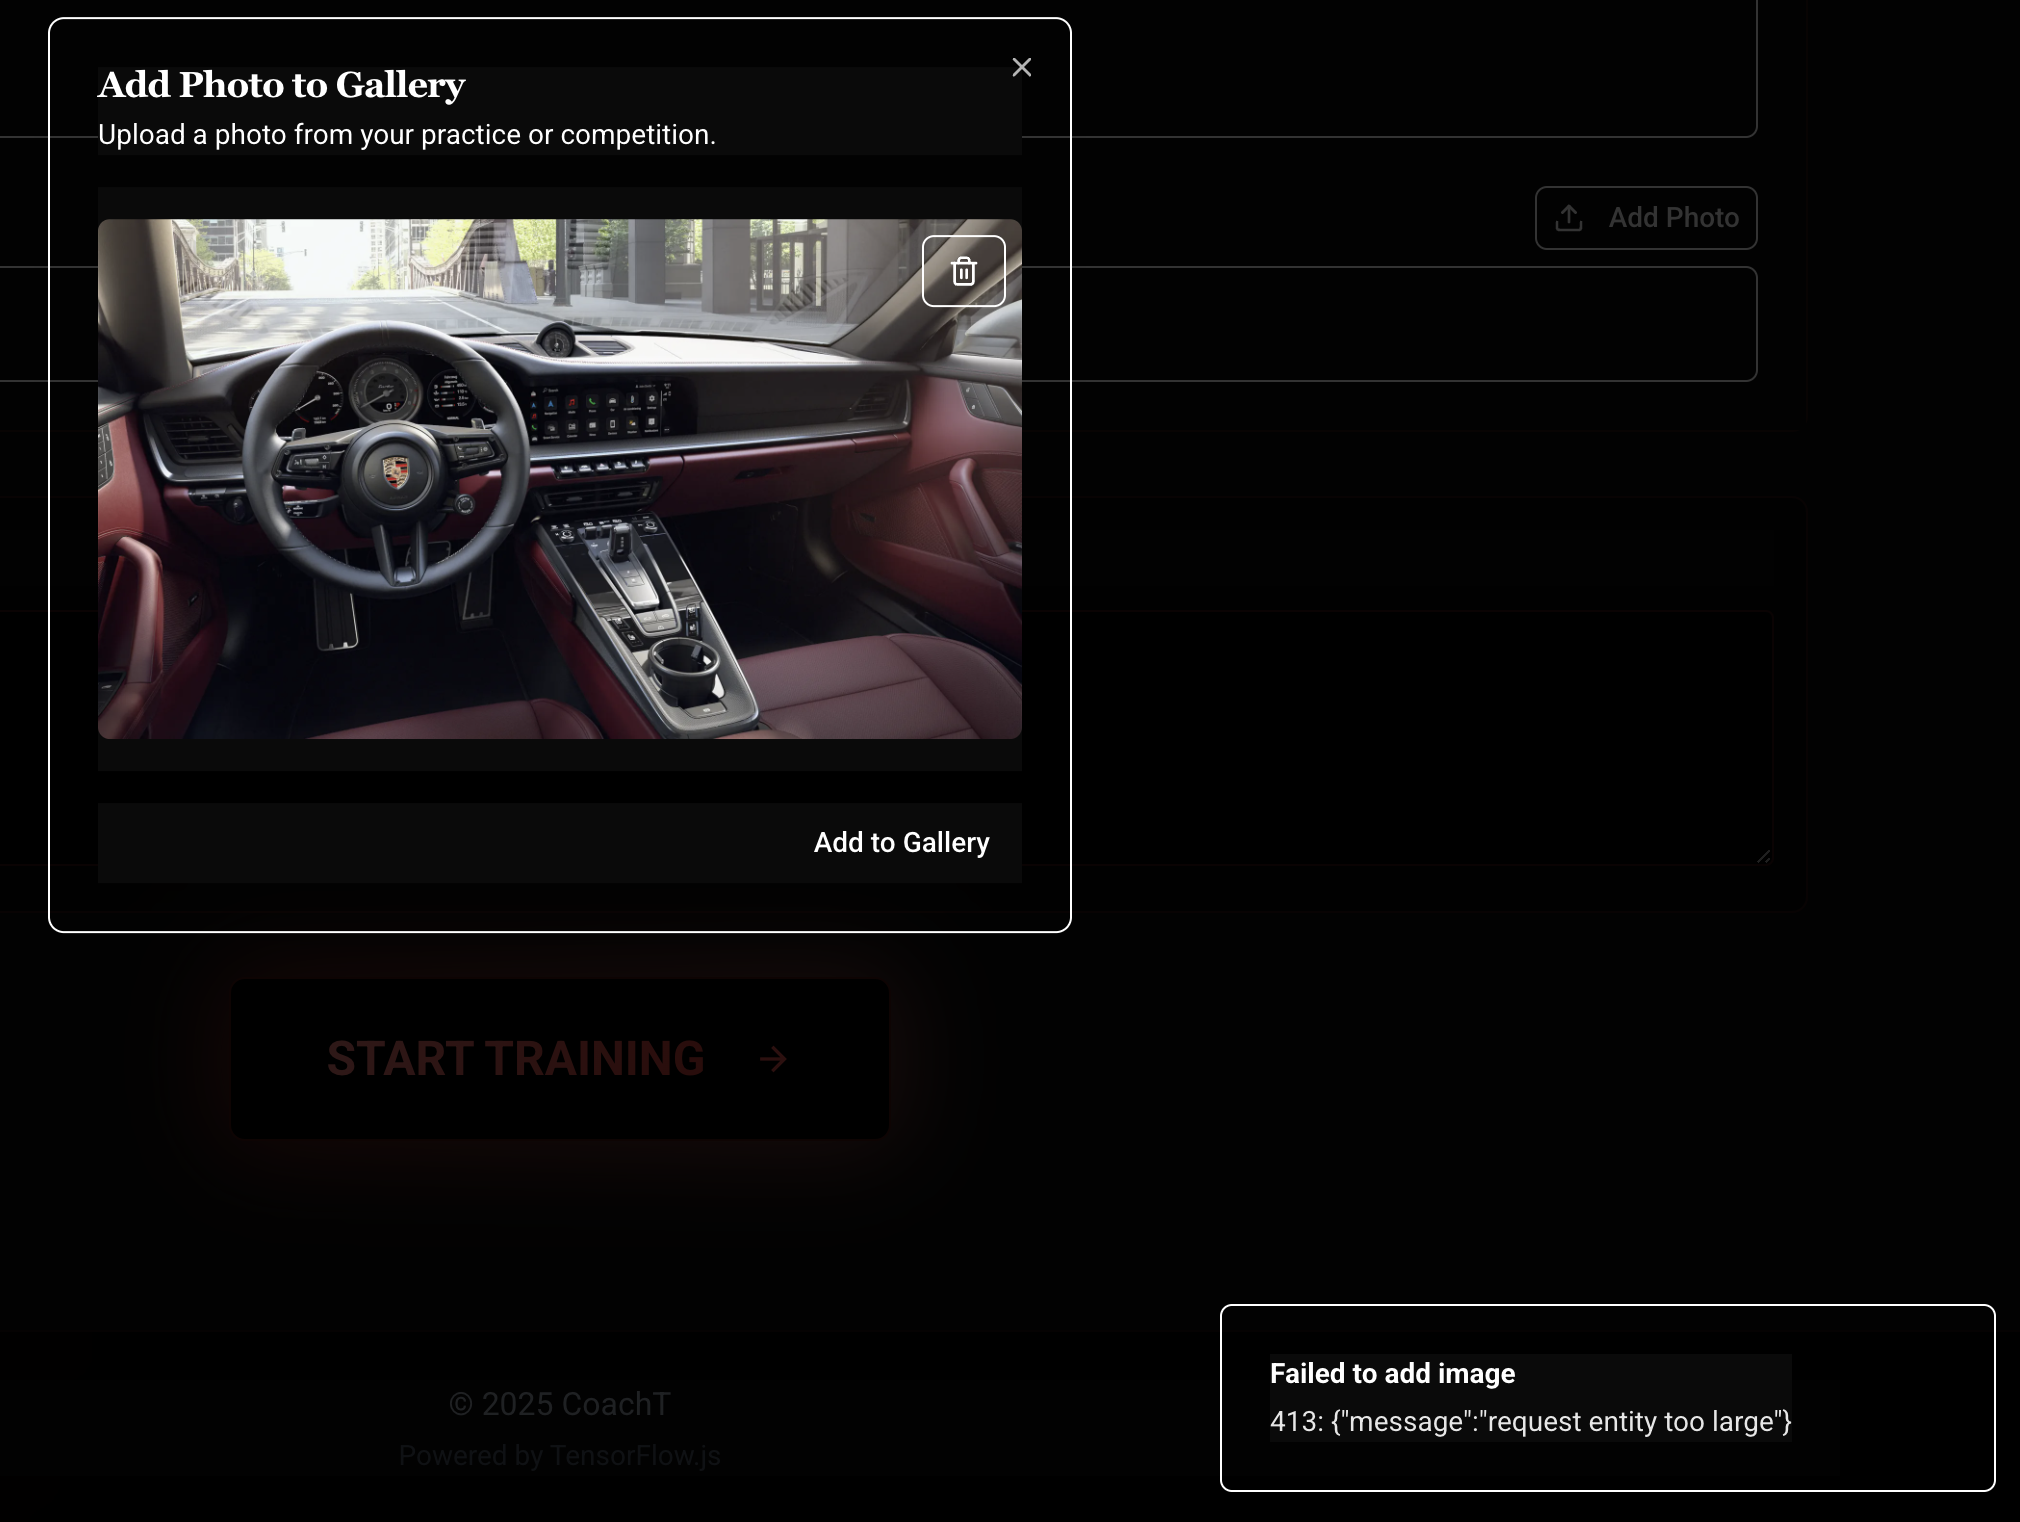 Add Photo to Gallery
Upload a photo from your practice or competition.
Add Photo
Add to Gallery
START TRAINING
© 2025 CoachT
Powered by TensorFlow.js
Failed to add image
413: {"message":"request entity too large"}